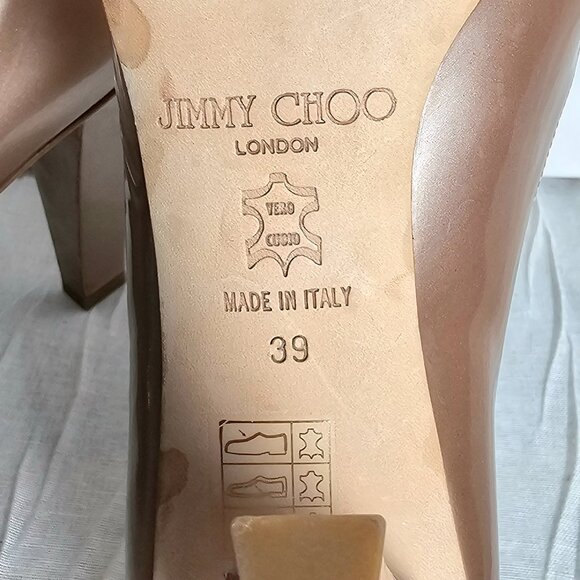 JIMMY CHOO
LONDON
VERO
CUOIO
MADE IN ITALY
39